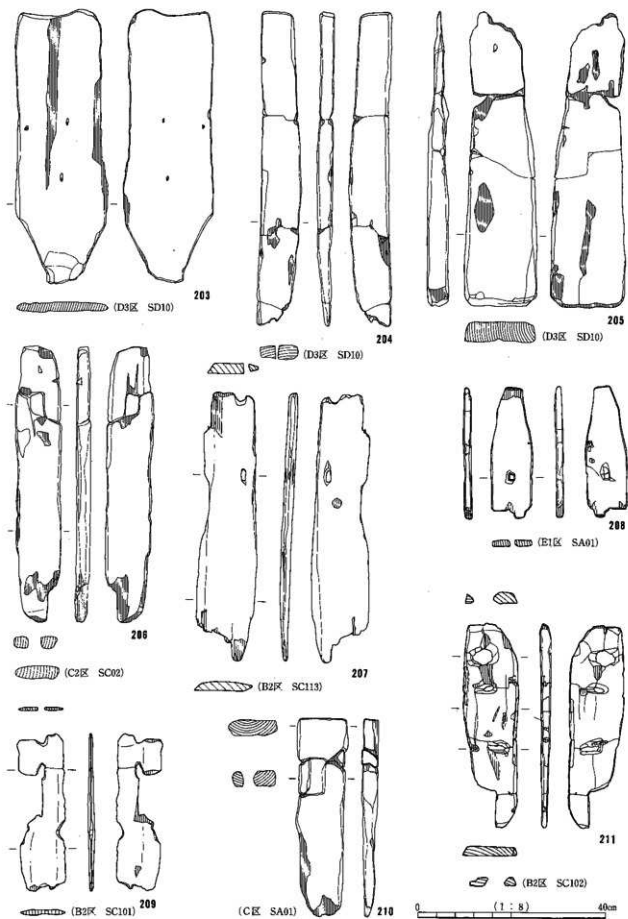 203
(D3区 SD10)
204
(D3区 SD10)
205
(D3区 SD10)
206
(C2区 SC02)
207
(B2区 SC113)
208
(E1区 SA01)
209
(B2区 SC101)
210
(C区 SA01)
211
(B2区 SC102)
0 (1:8) 40cm